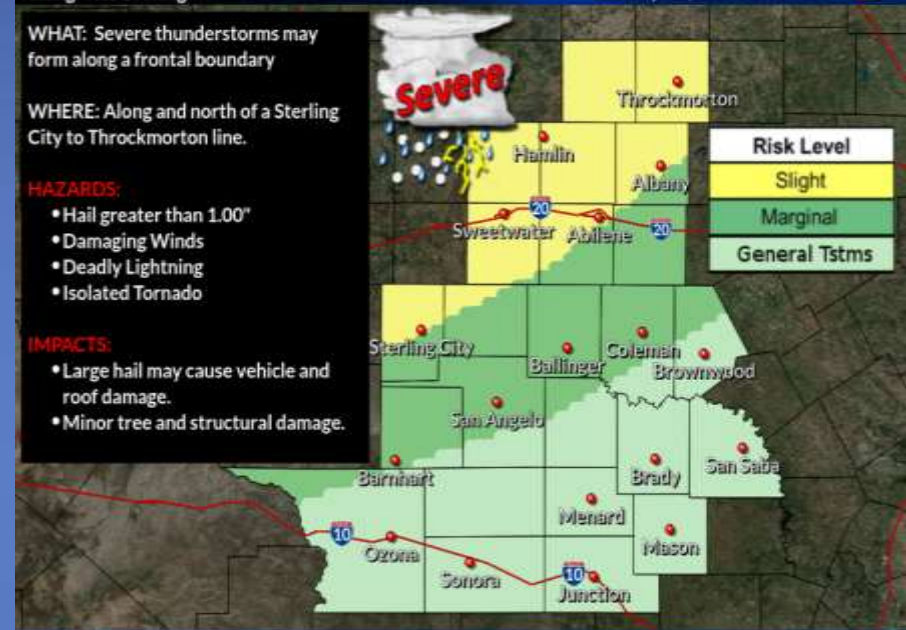 WHAT: Severe thunderstorms may
form along a frontal boundary
WHERE: Along and north of a Sterling
City to Throckmorton line.
HAZARDS:
•Hail greater than 1.00"
•Damaging Winds
•Deadly Lightning
•Isolated Tornado
IMPACTS:
•Large hail may cause vehicle and
roof damage.
•Minor tree and structural damage.
Severe
Throckmorton
Hamlin
Albany
20
Sweetwater
Abilene
20
Risk Level
Slight
Marginal
General Tstms
Sterling City
Ballinger
Coleman
Brownwood
San Angelo
Barnhart
Brady
San Saba
Menard
Mason
10
Ozona
Sonora
10
Junction